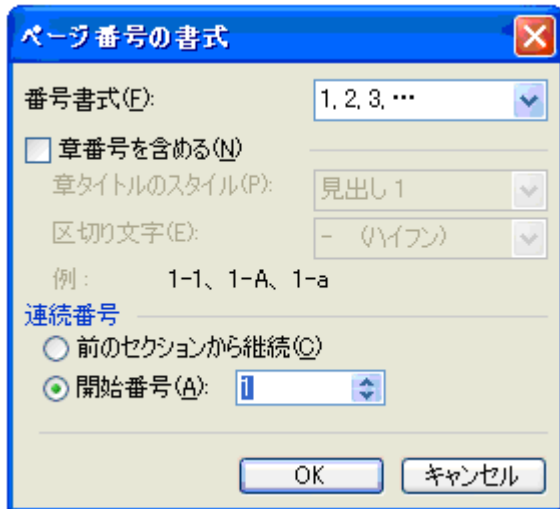 ページ番号の書式
番号書式(F): 1, 2, 3, …
章番号を含める(N)
章タイトルのスタイル(P): 見出し 1
区切り文字(E): - (ハイフン)
例: 1-1、1-A、1-a
連続番号
前のセクションから継続(C)
開始番号(A): 1
OK キャンセル